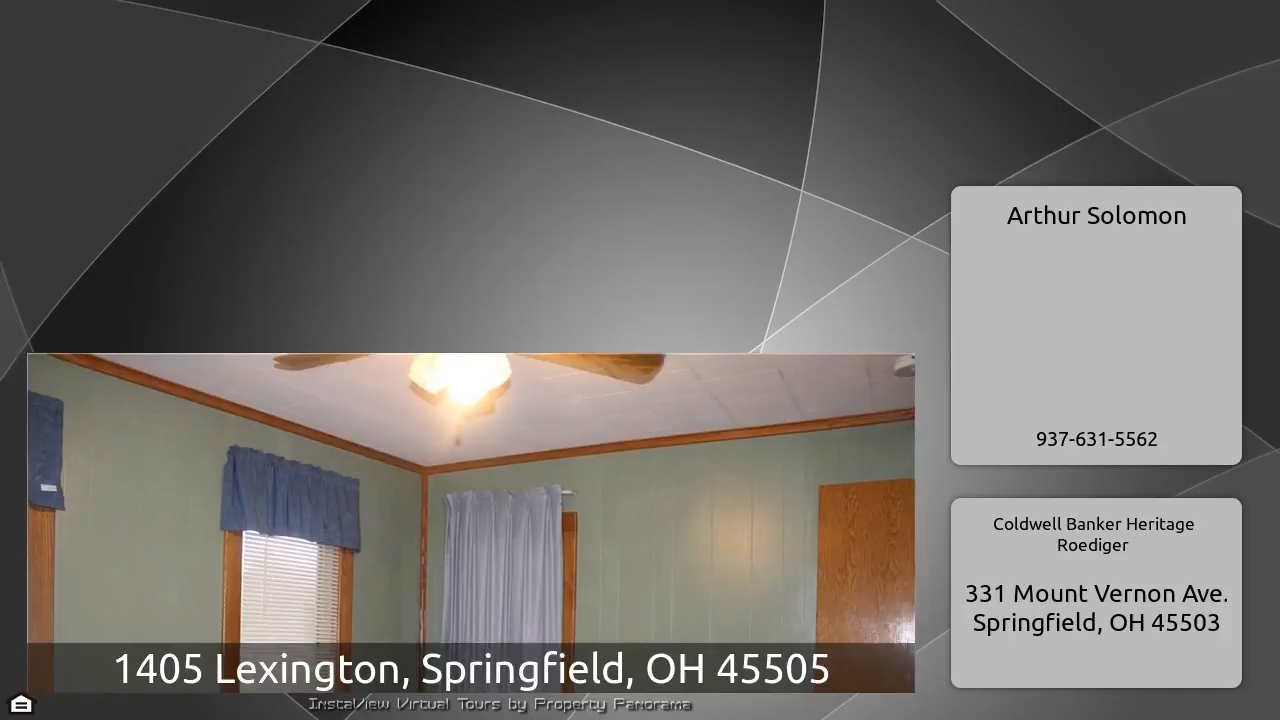 Arthur Solomon
937-631-5562
Coldwell Banker Heritage
Roediger
331 Mount Vernon Ave.
Springfield, OH 45503
1405 Lexington, Springfield, OH 45505
InstaView Virtual Tours by Property Panorama